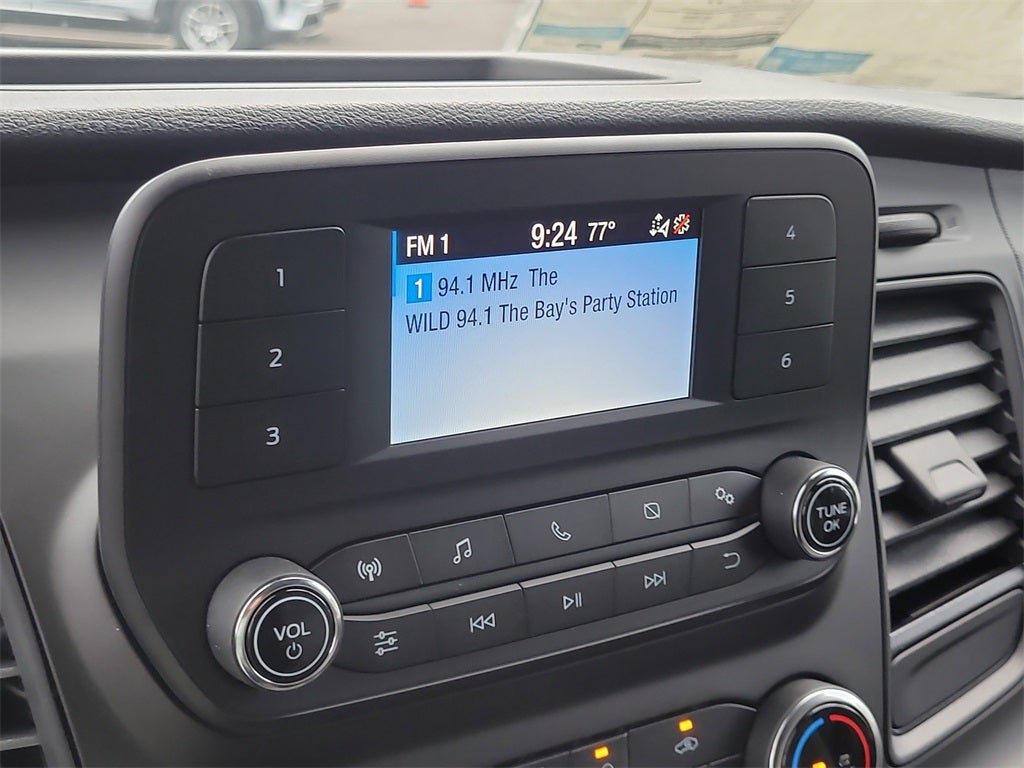 FM 1 9:24 77°
1 94.1 MHz The
WILD 94.1 The Bay's Party Station
1
2
3
4
5
6
VOL
TUNE
OK